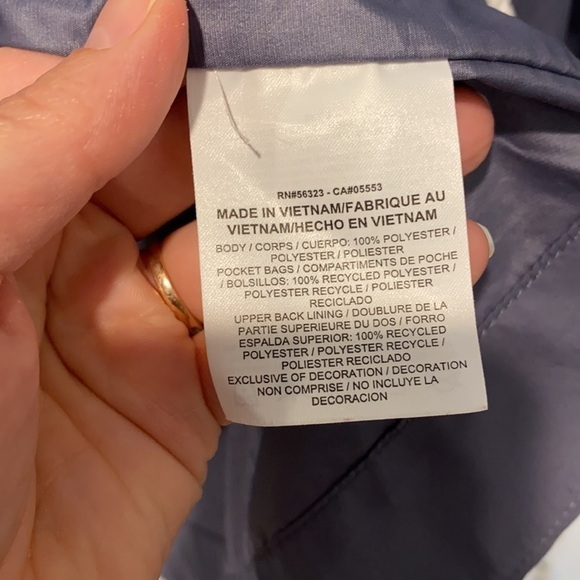 RN#56323 - CA#05553
MADE IN VIETNAM/FABRIQUE AU
VIETNAM/HECHO EN VIETNAM
BODY / CORPS / CUERPO: 100% POLYESTER /
POLYESTER / POLIESTER
POCKET BAGS / COMPARTIMENTS DE POCHE
/ BOLSILLOS: 100% RECYCLED POLYESTER /
POLYESTER RECYCLE / POLIESTER
RECICLADO
UPPER BACK LINING / DOUBLURE DE LA
PARTIE SUPERIEURE DU DOS / FORRO
ESPALDA SUPERIOR: 100% RECYCLED
POLYESTER / POLYESTER RECYCLE /
POLIESTER RECICLADO
EXCLUSIVE OF DECORATION / DECORATION
NON COMPRISE / NO INCLUYE LA
DECORACION